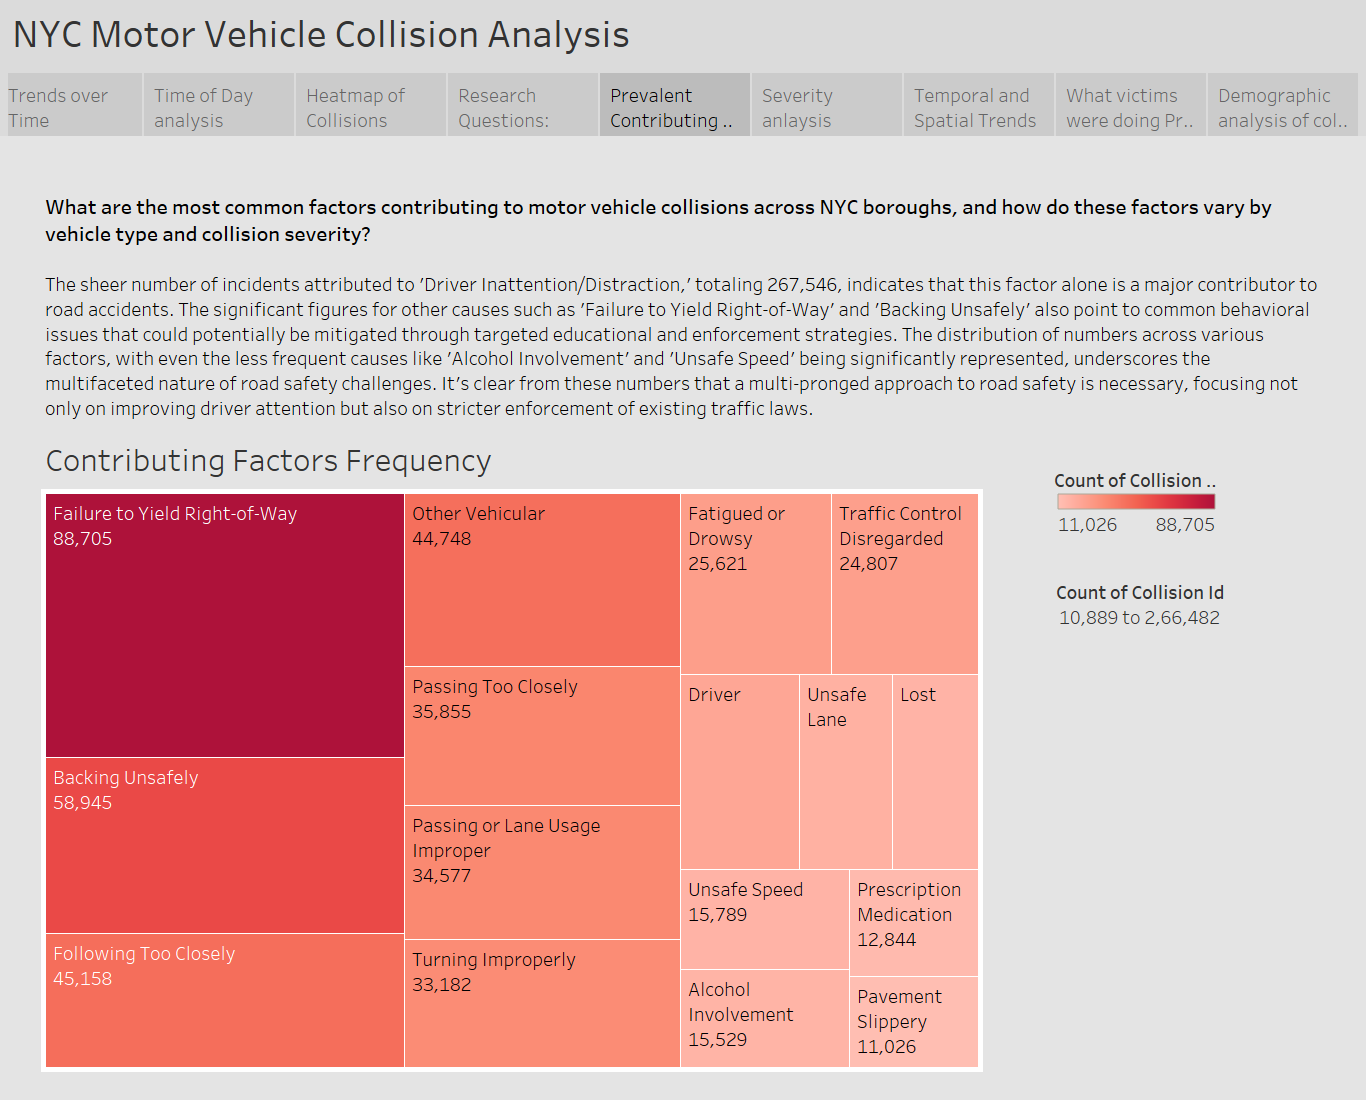 NYC Motor Vehicle Collision Analysis
Trends over
Time
Time of Day
analysis
Heatmap of
Collisions
Research
Questions:
Prevalent
Contributing ..
Severity
anlaysis
Temporal and
Spatial Trends
What victims
were doing Pr..
Demographic
analysis of col..
What are the most common factors contributing to motor vehicle collisions across NYC boroughs, and how do these factors vary by
vehicle type and collision severity?
The sheer number of incidents attributed to 'Driver Inattention/Distraction,' totaling 267,546, indicates that this factor alone is a major contributor to
road accidents. The significant figures for other causes such as 'Failure to Yield Right-of-Way' and 'Backing Unsafely' also point to common behavioral
issues that could potentially be mitigated through targeted educational and enforcement strategies. The distribution of numbers across various
factors, with even the less frequent causes like 'Alcohol Involvement' and 'Unsafe Speed' being significantly represented, underscores the
multifaceted nature of road safety challenges. It's clear from these numbers that a multi-pronged approach to road safety is necessary, focusing not
only on improving driver attention but also on stricter enforcement of existing traffic laws.
Contributing Factors Frequency
Failure to Yield Right-of-Way
88,705
Backing Unsafely
58,945
Following Too Closely
45,158
Other Vehicular
44,748
Passing Too Closely
35,855
Passing or Lane Usage
Improper
34,577
Turning Improperly
33,182
Fatigued or
Drowsy
25,621
Traffic Control
Disregarded
24,807
Driver
Unsafe
Lane
Lost
Unsafe Speed
15,789
Alcohol
Involvement
15,529
Prescription
Medication
12,844
Pavement
Slippery
11,026
Count of Collision ..
11,026 88,705
Count of Collision Id
10,889 to 2,66,482